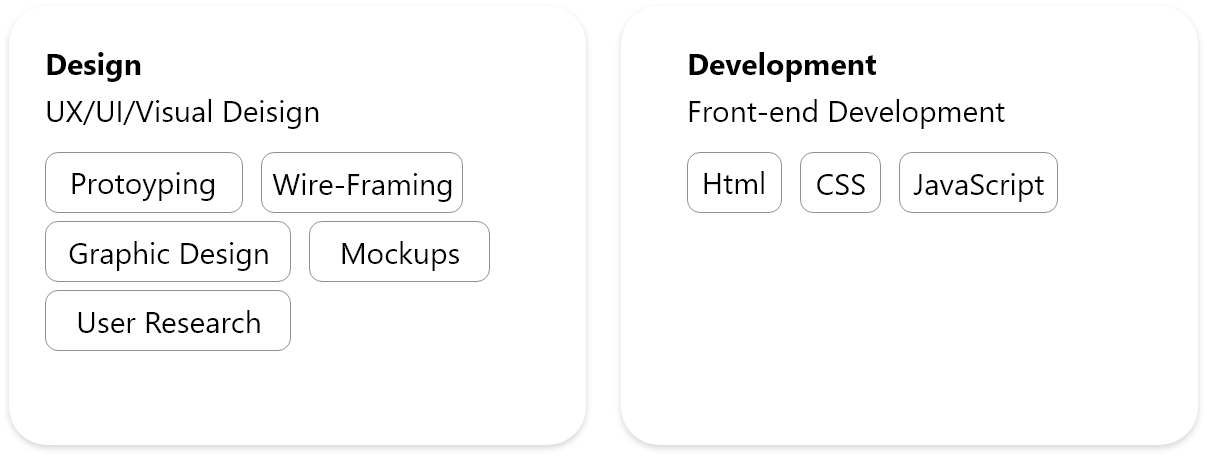 Design
UX/UI/Visual Deisign
Protoyping Wire-Framing
Graphic Design Mockups
User Research
Development
Front-end Development
Html CSS JavaScript